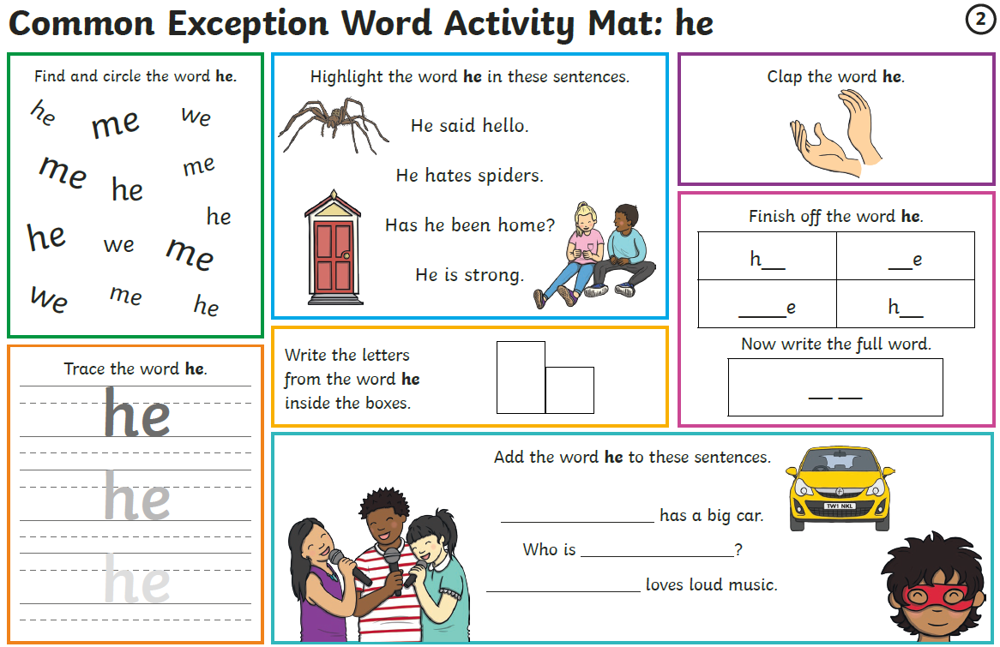 Common Exception Word Activity Mat: he
2
Find and circle the word he.
he me we
me he me
he
he we me
we me he
Trace the word he.
he
he
he
Highlight the word he in these sentences.
He said hello.
He hates spiders.
Has he been home?
He is strong.
Write the letters
from the word he
inside the boxes.
Clap the word he.
Finish off the word he.
h__ __e
____e h__
Now write the full word.
__ __
Add the word he to these sentences.
________________ has a big car.
Who is ________________?
________________ loves loud music.
TW1 NKL